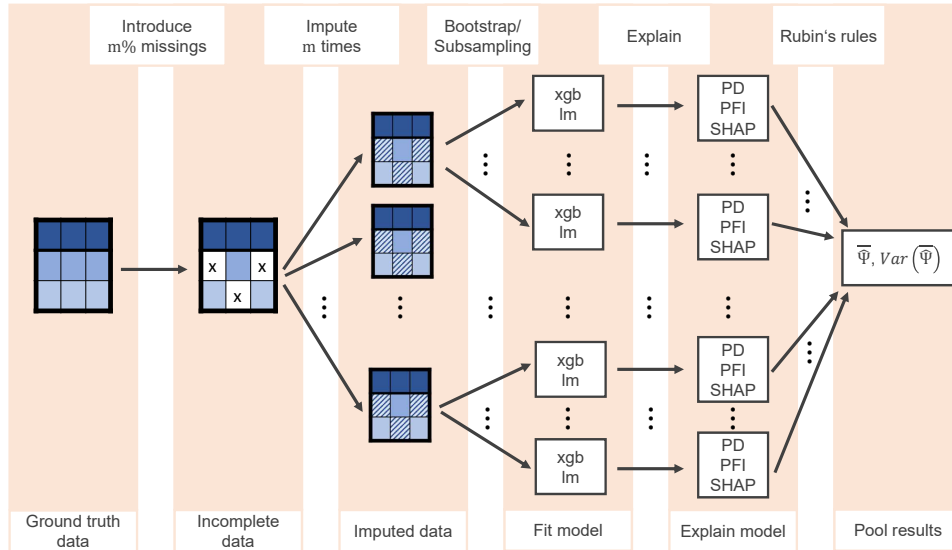 Introduce
m% missings
Impute
m times
Bootstrap/
Subsampling
Explain
Rubin‘s rules
xgb
lm
PD
PFI
SHAP
xgb
lm
PD
PFI
SHAP
X
X
X
Ψ̂̅, Var (Ψ̂̅)
xgb
lm
PD
PFI
SHAP
xgb
lm
PD
PFI
SHAP
Ground truth
data
Incomplete
data
Imputed data
Fit model
Explain model
Pool results